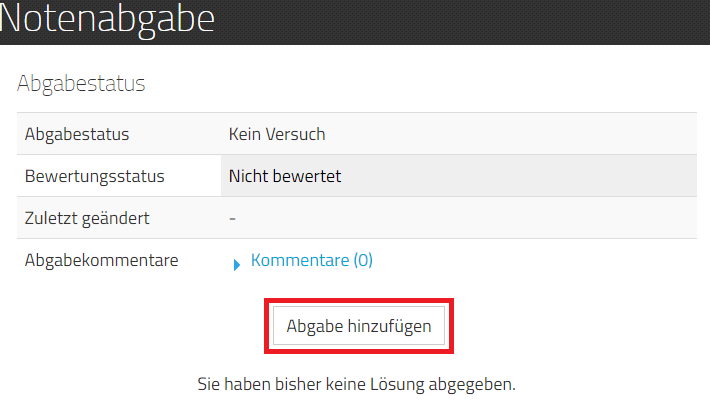 Notenabgabe
Abgabestatus
Abgabestatus Kein Versuch
Bewertungsstatus Nicht bewertet
Zuletzt geändert -
Abgabekommentare Kommentare (0)
Abgabe hinzufügen
Sie haben bisher keine Lösung abgegeben.